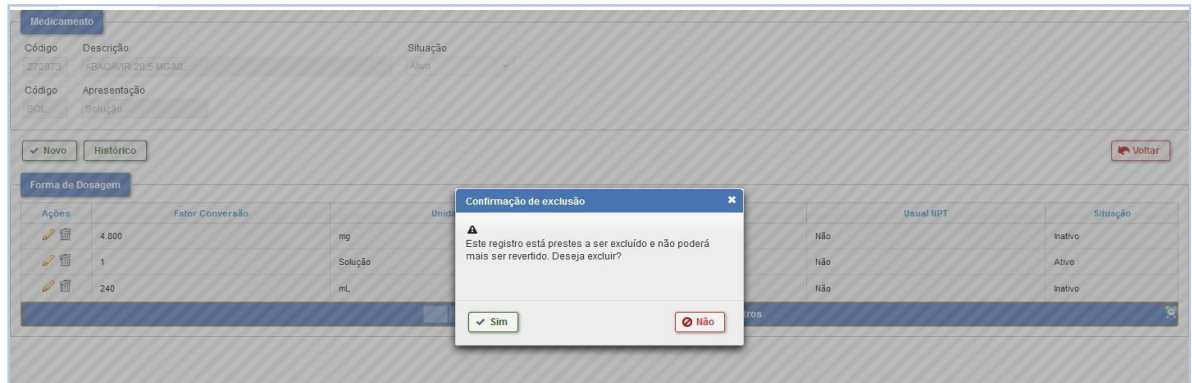 Medicamento
Código Descrição Situação
272873 ABACAVIR 20,5 MG/ML Ativo
Código Apresentação
SOL Solução
Novo Histórico Voltar
Forma de Dosagem
Ações Fator Conversão Usual NPT Situação
4.800 mg Não Inativo
1 Solução Não Ativo
240 mL Não Inativo
Confirmação de exclusão
Este registro está prestes a ser excluído e não poderá
mais ser revertido. Deseja excluir?
Sim Não